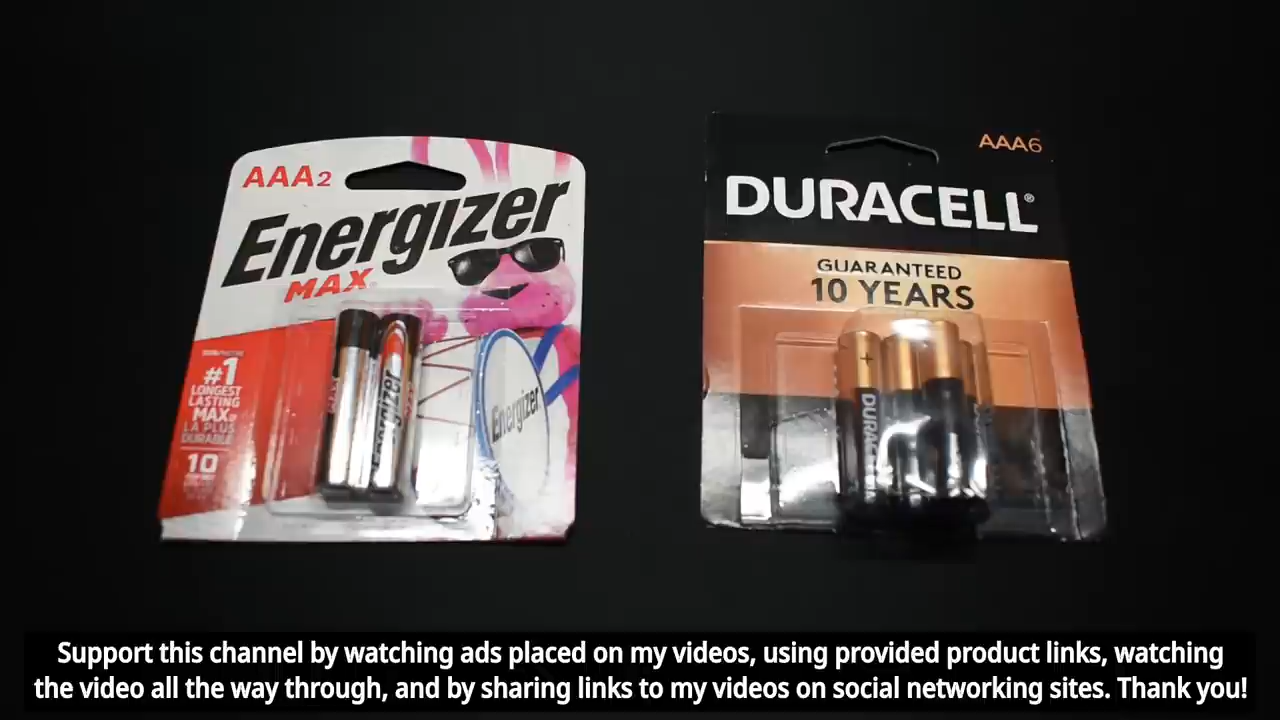 AAA2
Energizer
MAX
#1
LONGEST
LASTING
MAX
LA PLUS
DURABLE
10
Energizer
Energizer
AAA6
DURACELL®
GUARANTEED
10 YEARS
+
DURACELL
Support this channel by watching ads placed on my videos, using provided product links, watching
the video all the way through, and by sharing links to my videos on social networking sites. Thank you!